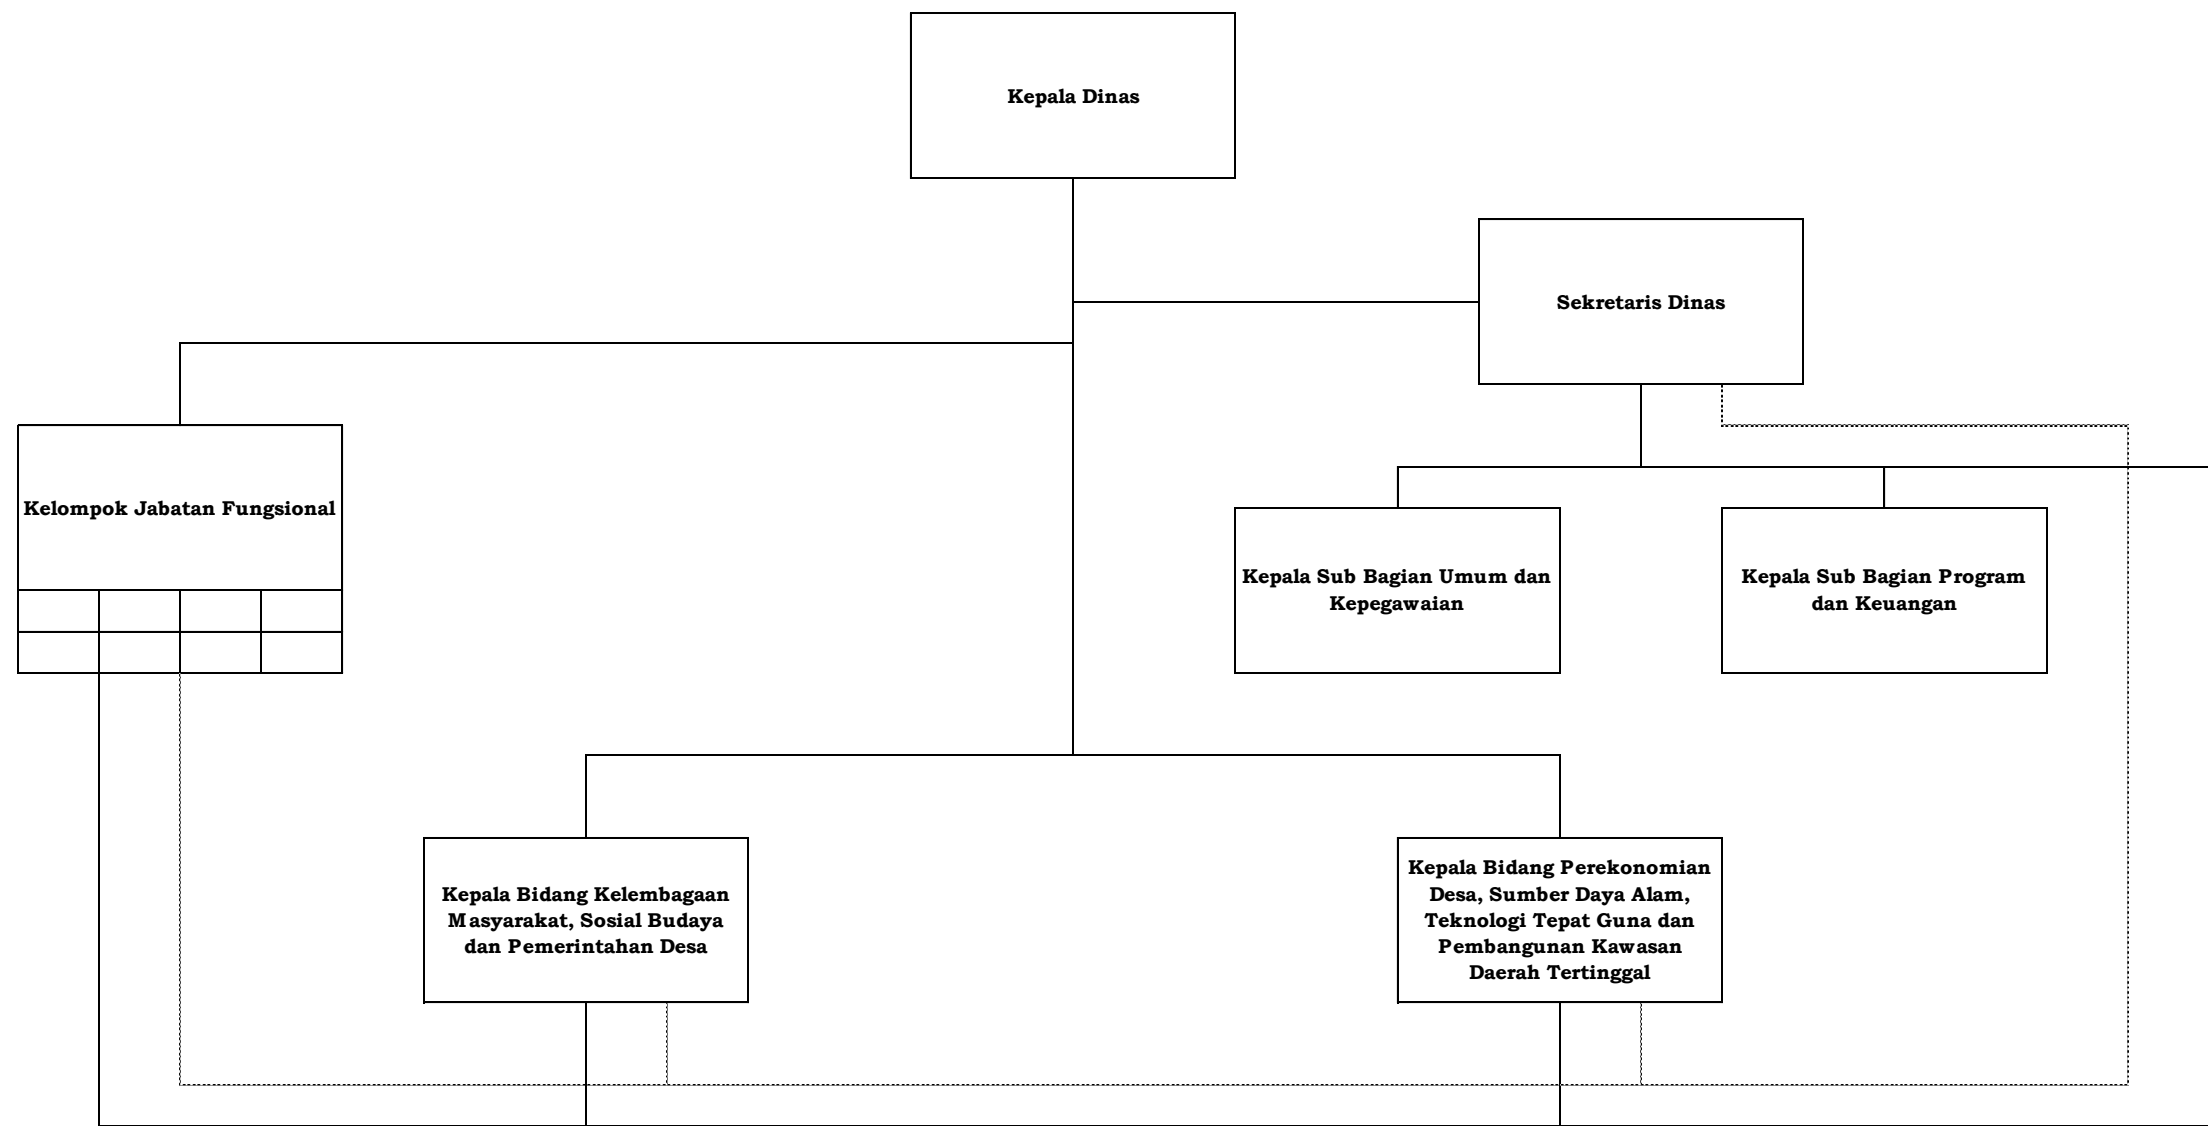 Kepala Dinas
Sekretaris Dinas
Kelompok Jabatan Fungsional
Kepala Sub Bagian Umum dan
Kepegawaian
Kepala Sub Bagian Program
dan Keuangan
Kepala Bidang Kelembagaan
Masyarakat, Sosial Budaya
dan Pemerintahan Desa
Kepala Bidang Perekonomian
Desa, Sumber Daya Alam,
Teknologi Tepat Guna dan
Pembangunan Kawasan
Daerah Tertinggal